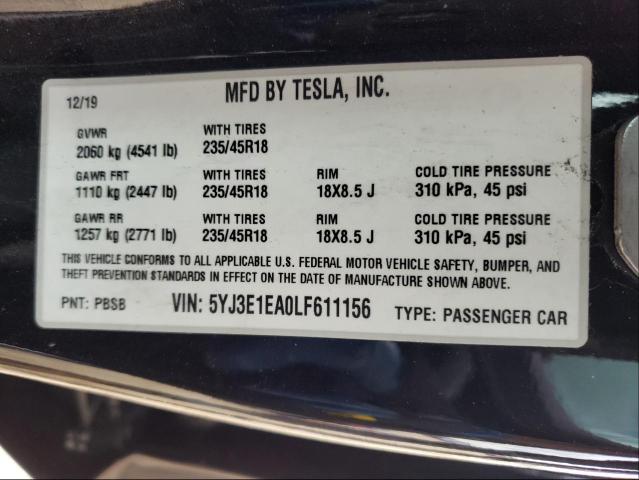 12/19 MFD BY TESLA, INC.
GVWR WITH TIRES
2060 kg (4541 lb) 235/45R18
GAWR FRT WITH TIRES RIM COLD TIRE PRESSURE
1110 kg (2447 lb) 235/45R18 18X8.5 J 310 kPa, 45 psi
GAWR RR WITH TIRES RIM COLD TIRE PRESSURE
1257 kg (2771 lb) 235/45R18 18X8.5 J 310 kPa, 45 psi
THIS VEHICLE CONFORMS TO ALL APPLICABLE U.S. FEDERAL MOTOR VEHICLE SAFETY, BUMPER, AND
THEFT PREVENTION STANDARDS IN EFFECT ON THE DATE OF MANUFACTURE SHOWN ABOVE.
PNT: PBSB VIN: 5YJ3E1EA0LF611156 TYPE: PASSENGER CAR